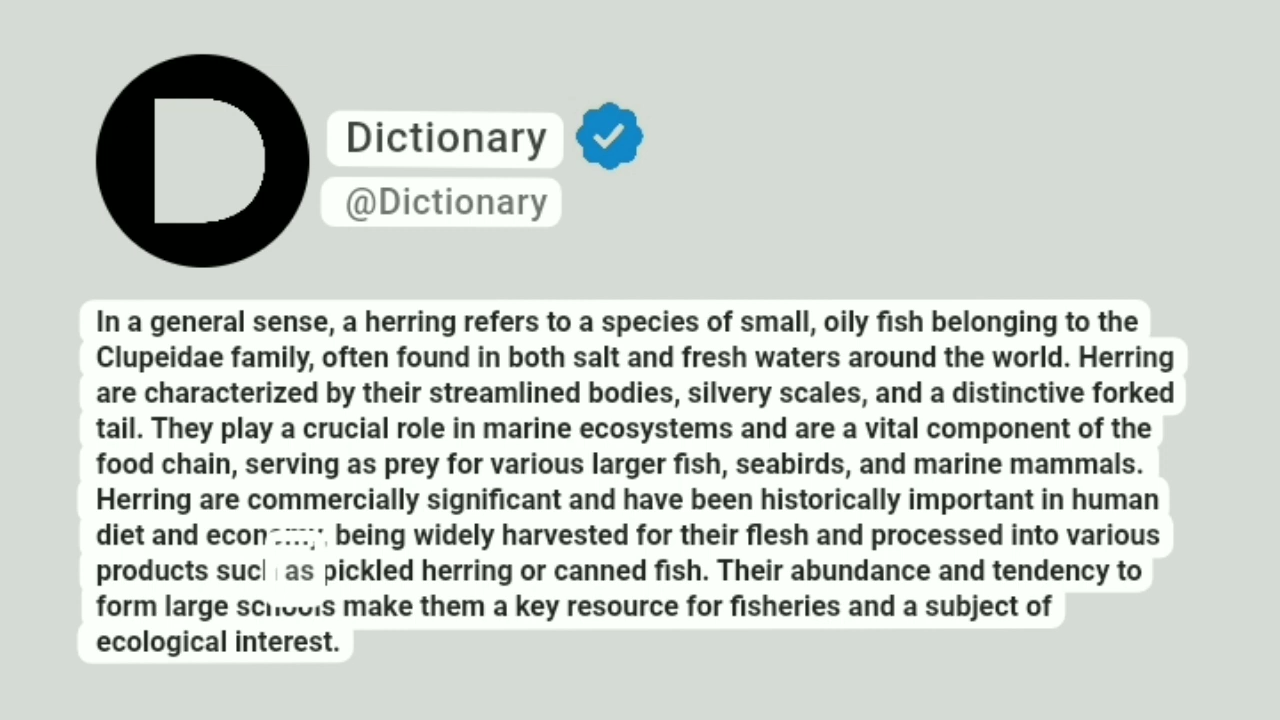 D
Dictionary
@Dictionary
In a general sense, a herring refers to a species of small, oily fish belonging to the
Clupeidae family, often found in both salt and fresh waters around the world. Herring
are characterized by their streamlined bodies, silvery scales, and a distinctive forked
tail. They play a crucial role in marine ecosystems and are a vital component of the
food chain, serving as prey for various larger fish, seabirds, and marine mammals.
Herring are commercially significant and have been historically important in human
diet and economy, being widely harvested for their flesh and processed into various
products such as pickled herring or canned fish. Their abundance and tendency to
form large schools make them a key resource for fisheries and a subject of
ecological interest.